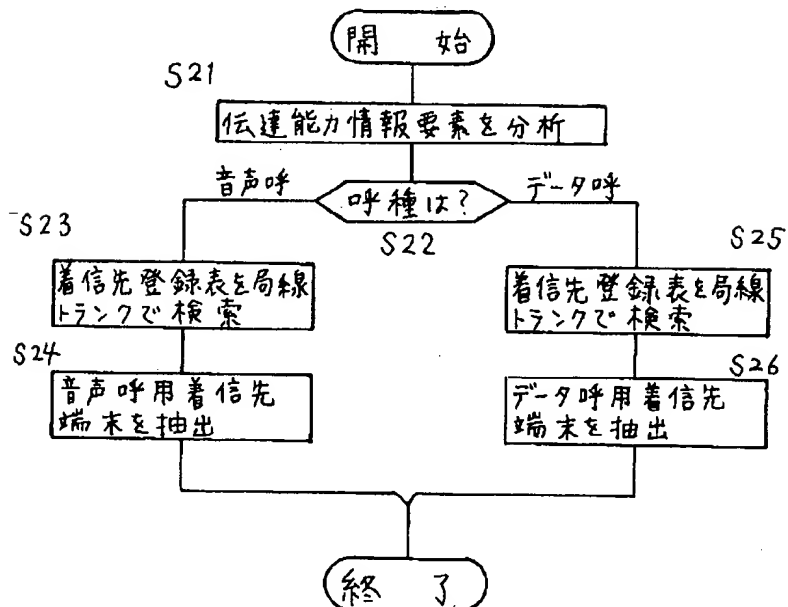 開 始
S21
伝達能力情報要素を分析
音声呼
呼種は?
データ呼
S22
S23
着信先登録表を局線
トランクで検索
S24
音声呼用着信先
端末を抽出
S25
着信先登録表を局線
トランクで検索
S26
データ呼用着信先
端末を抽出
終 了